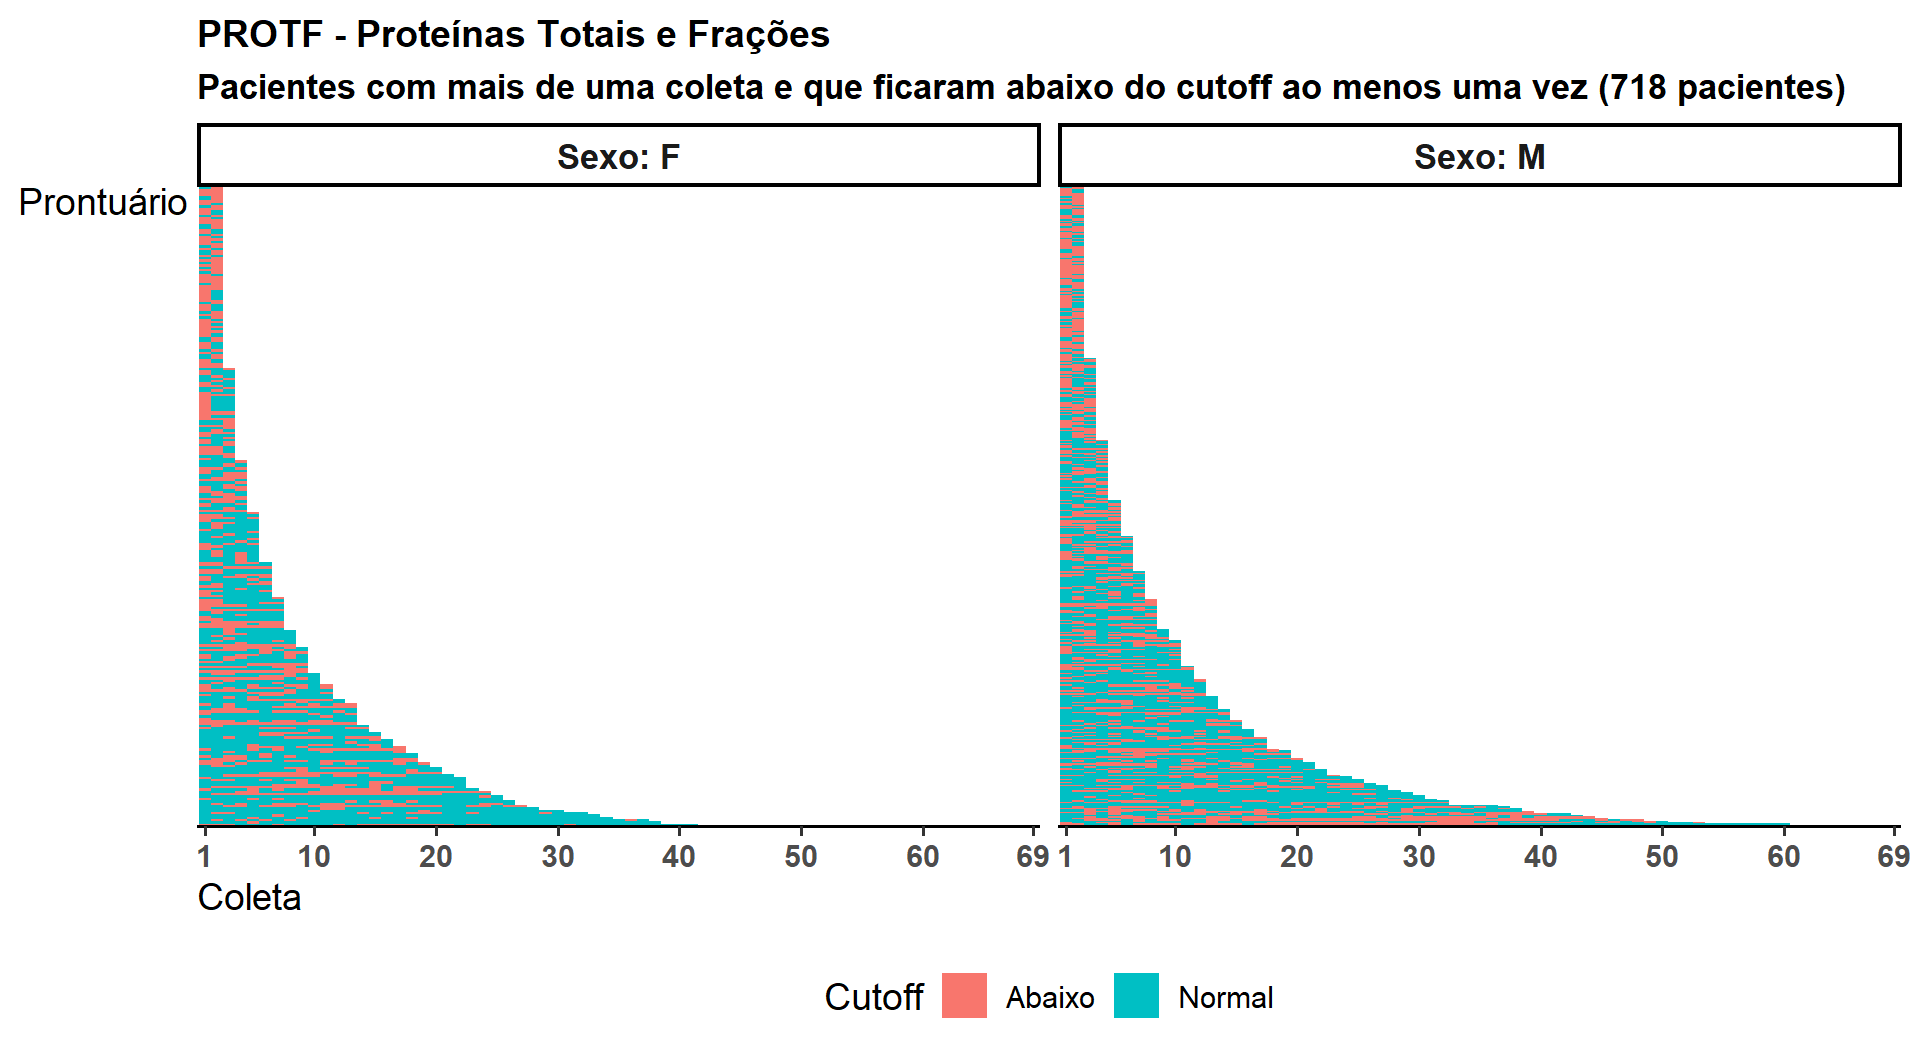 PROTF - Proteínas Totais e Frações
Pacientes com mais de uma coleta e que ficaram abaixo do cutoff ao menos uma vez (718 pacientes)
Sexo: F
Sexo: M
Prontuário
1 10 20 30 40 50 60 69
1 10 20 30 40 50 60 69
Coleta
Cutoff Abaixo Normal